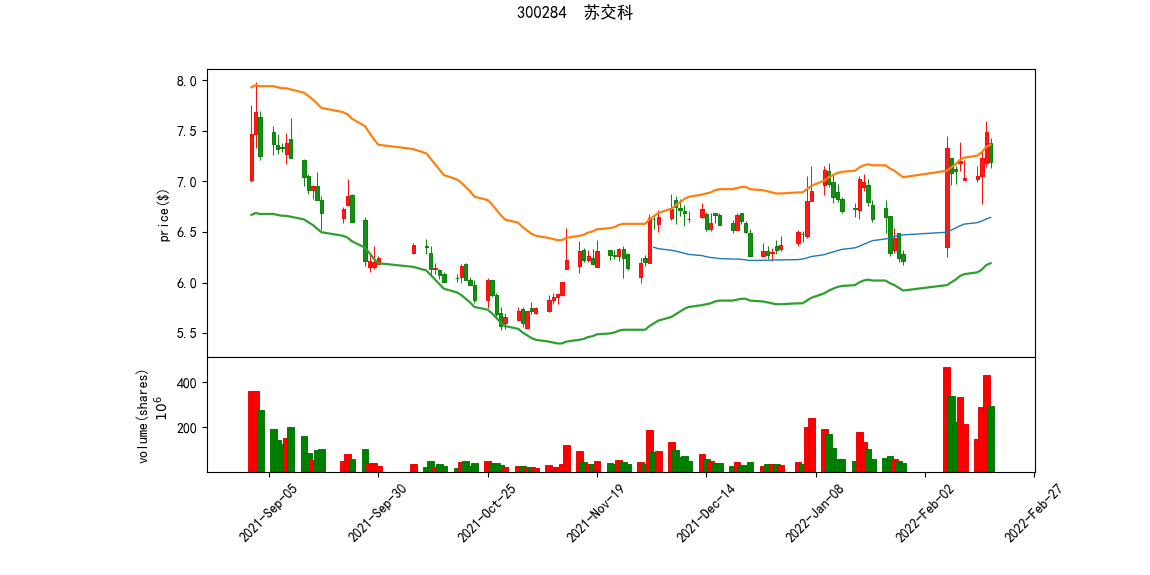 300284 苏交科
price($)
8.0
7.5
7.0
6.5
6.0
5.5
volume(shares)
10^6
400
200
2021-Sep-05
2021-Sep-30
2021-Oct-25
2021-Nov-19
2021-Dec-14
2022-Jan-08
2022-Feb-02
2022-Feb-27